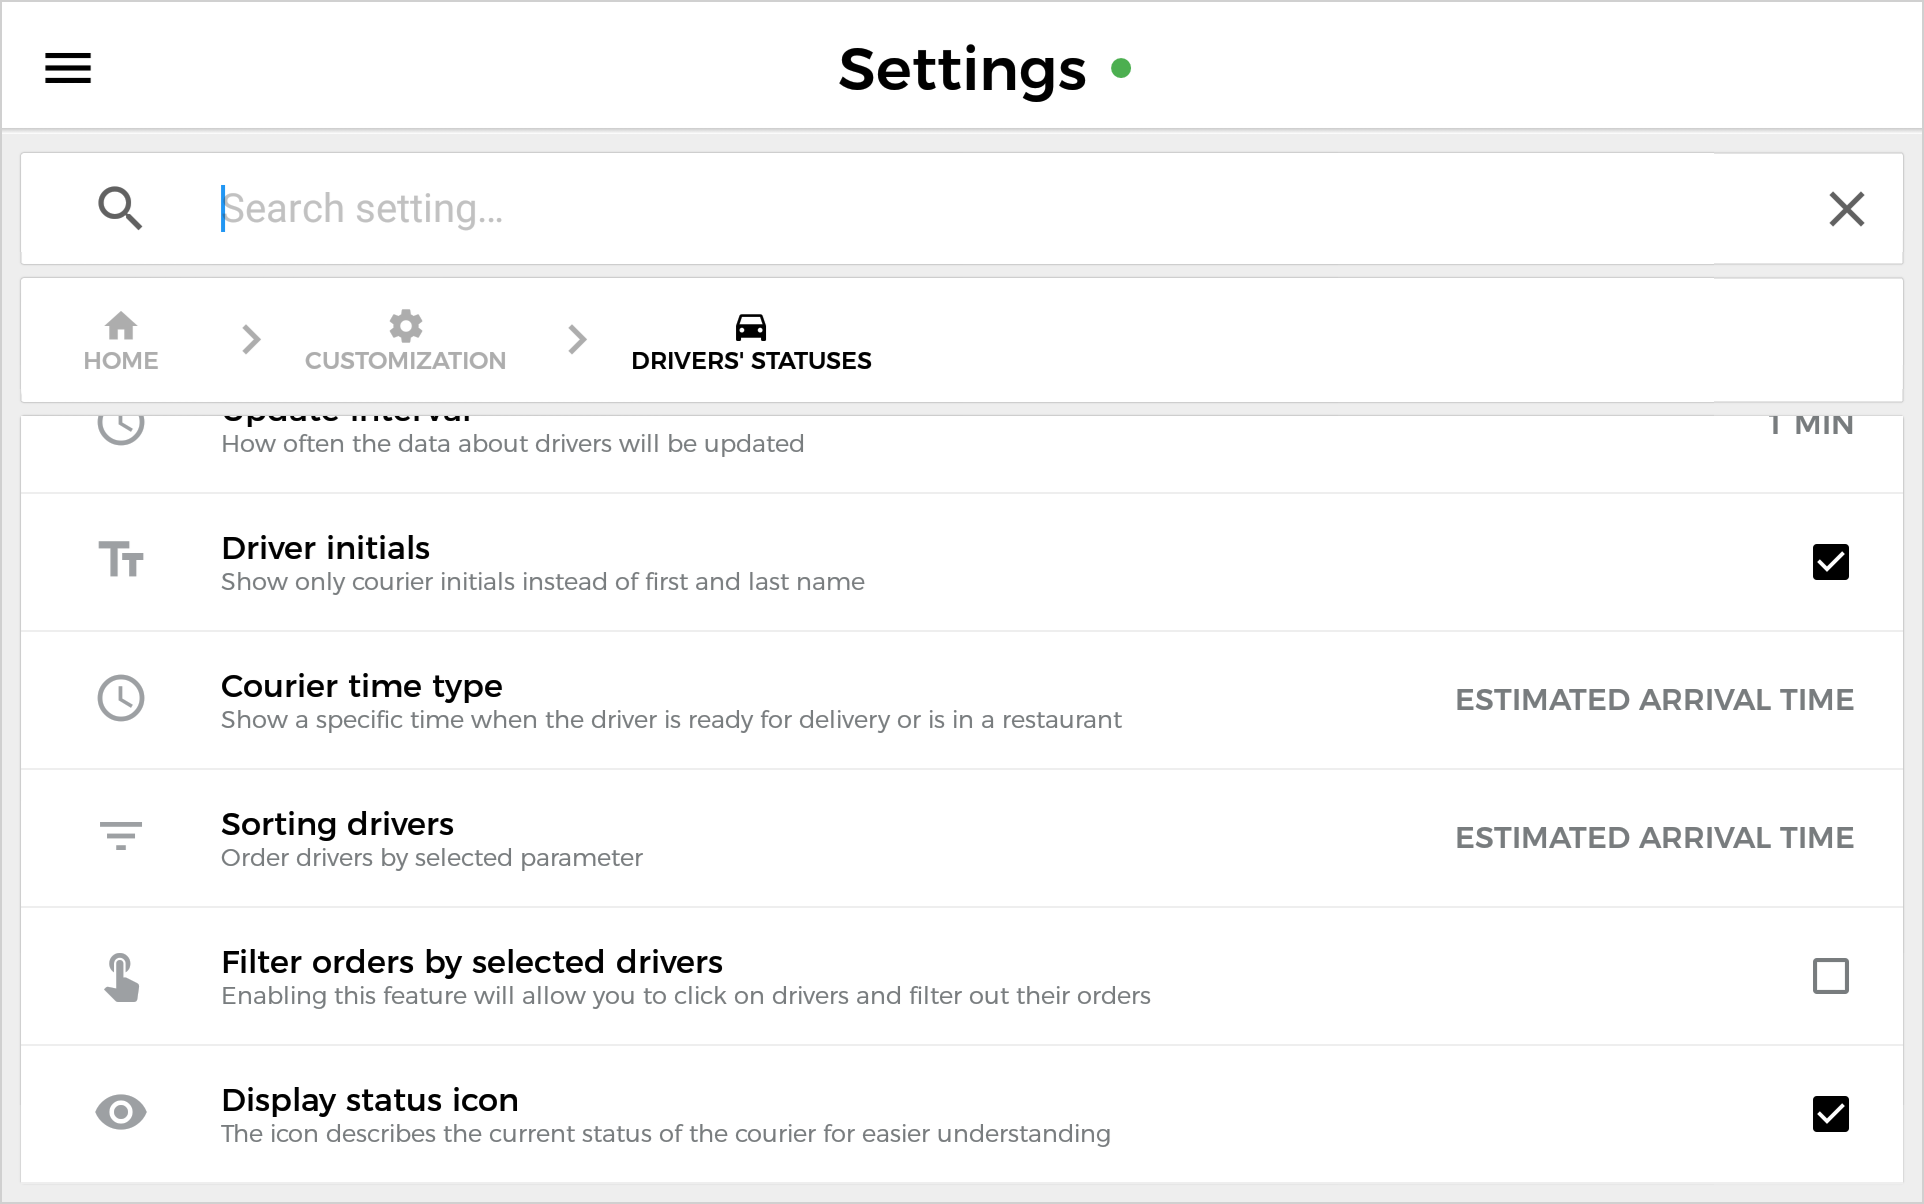 Settings
Search setting...
HOME
CUSTOMIZATION
DRIVERS' STATUSES
Update interval
1 MIN
How often the data about drivers will be updated
Driver initials
Show only courier initials instead of first and last name
Courier time type
Show a specific time when the driver is ready for delivery or is in a restaurant
ESTIMATED ARRIVAL TIME
Sorting drivers
Order drivers by selected parameter
ESTIMATED ARRIVAL TIME
Filter orders by selected drivers
Enabling this feature will allow you to click on drivers and filter out their orders
Display status icon
The icon describes the current status of the courier for easier understanding